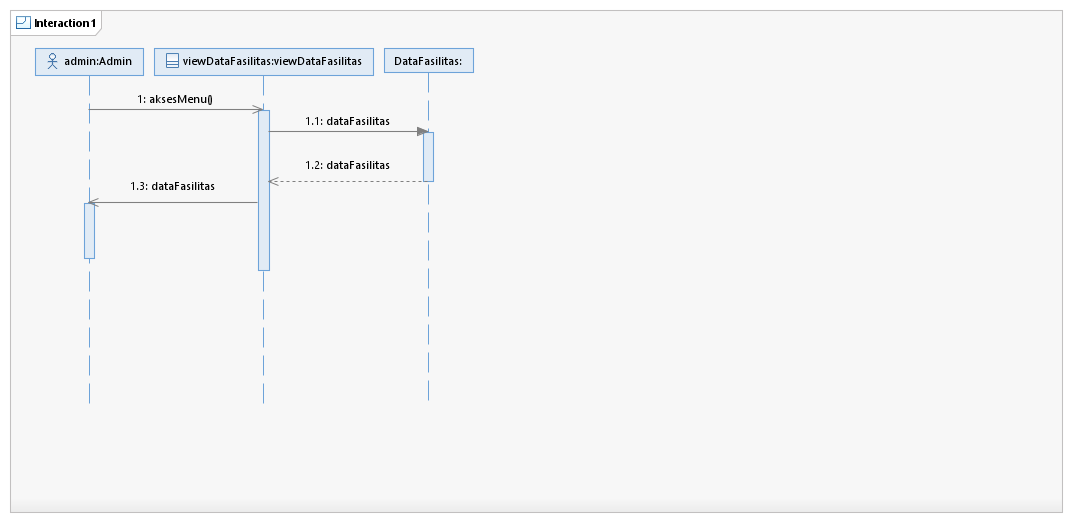 Interaction1
admin:Admin
viewDataFasilitas:viewDataFasilitas
DataFasilitas:
1: aksesMenu()
1.1: dataFasilitas
1.2: dataFasilitas
1.3: dataFasilitas